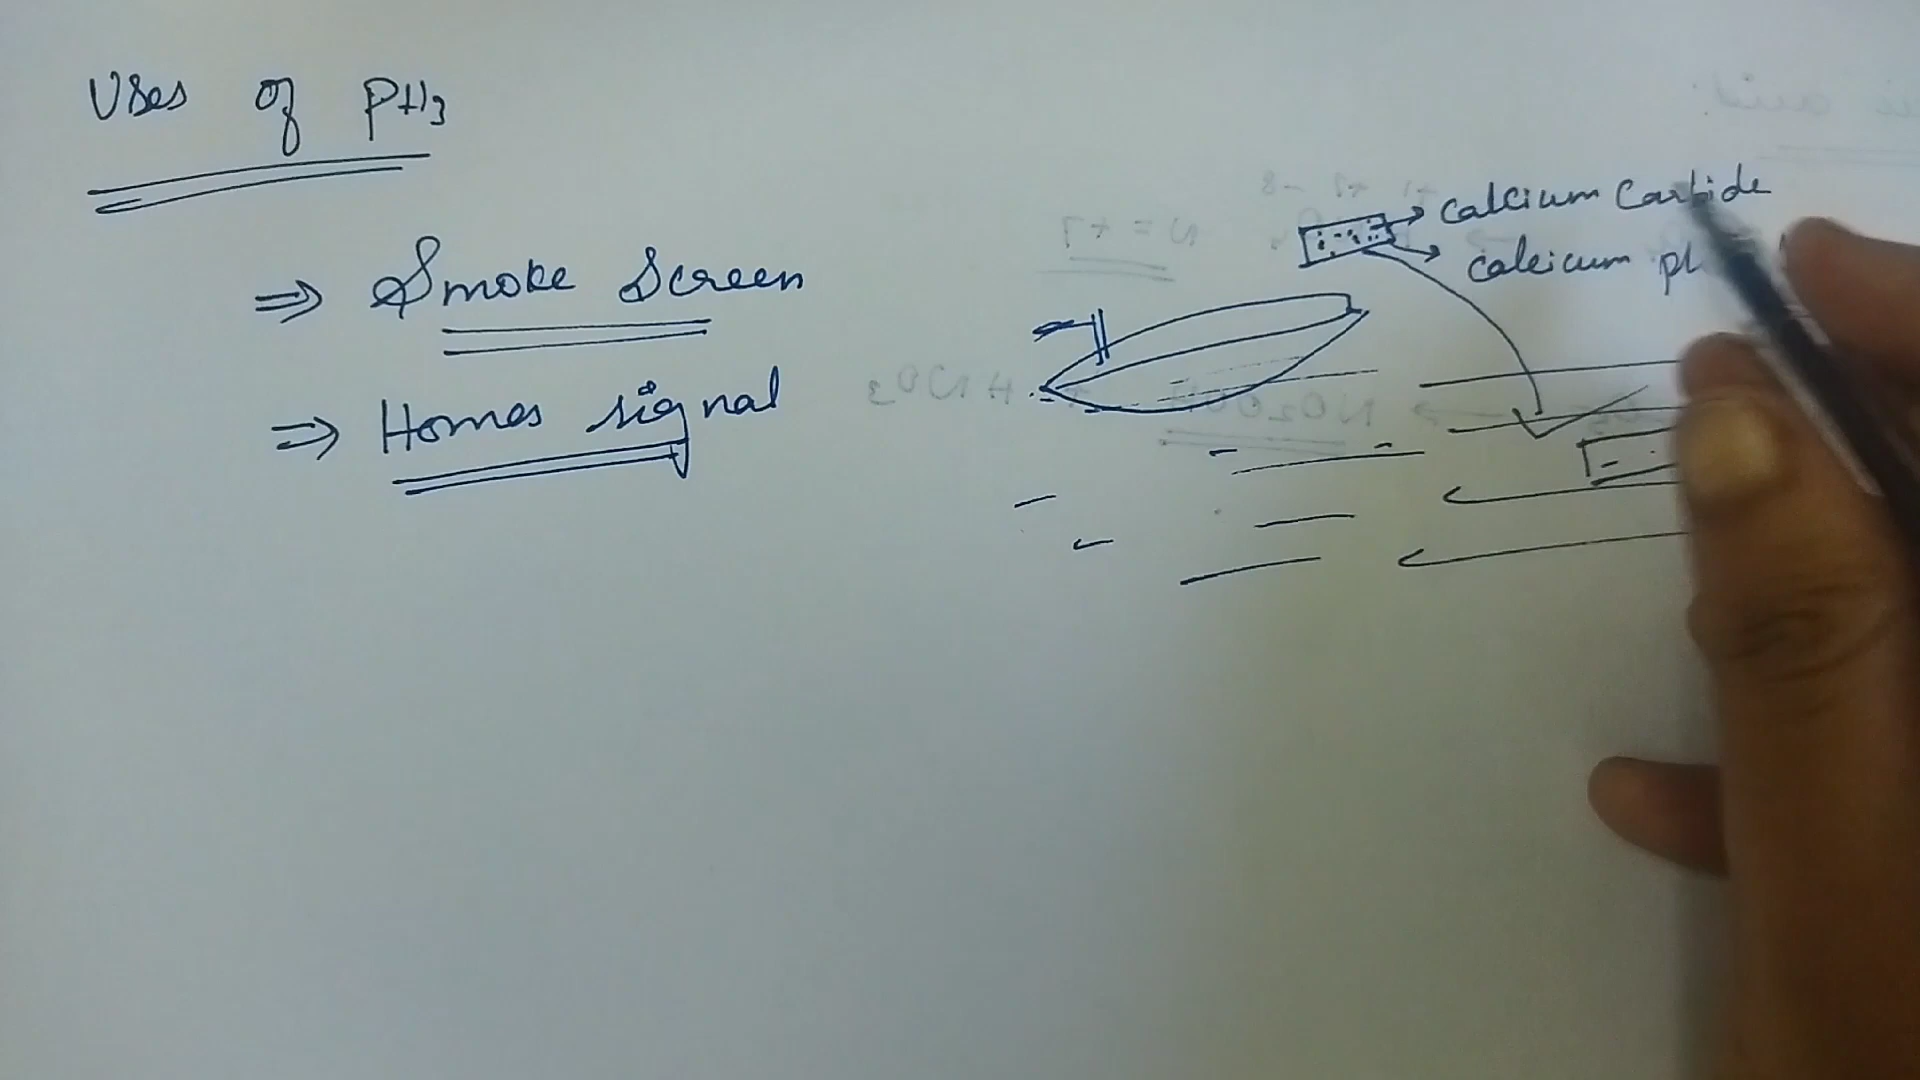 Uses of PH3
⇒ Smoke Screen
⇒ Homes signal
→ calcium Carbide
→ calcium